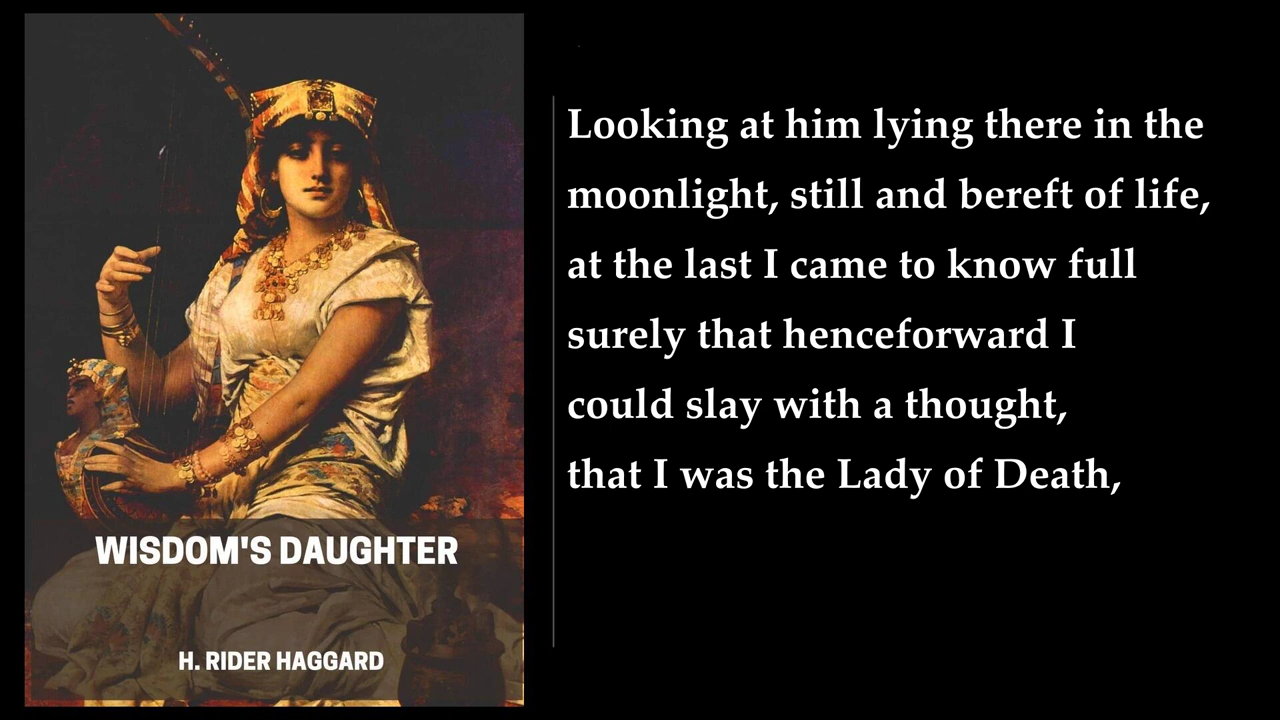 WISDOM'S DAUGHTER
H. RIDER HAGGARD
Looking at him lying there in the
moonlight, still and bereft of life,
at the last I came to know full
surely that henceforward I
could slay with a thought,
that I was the Lady of Death,